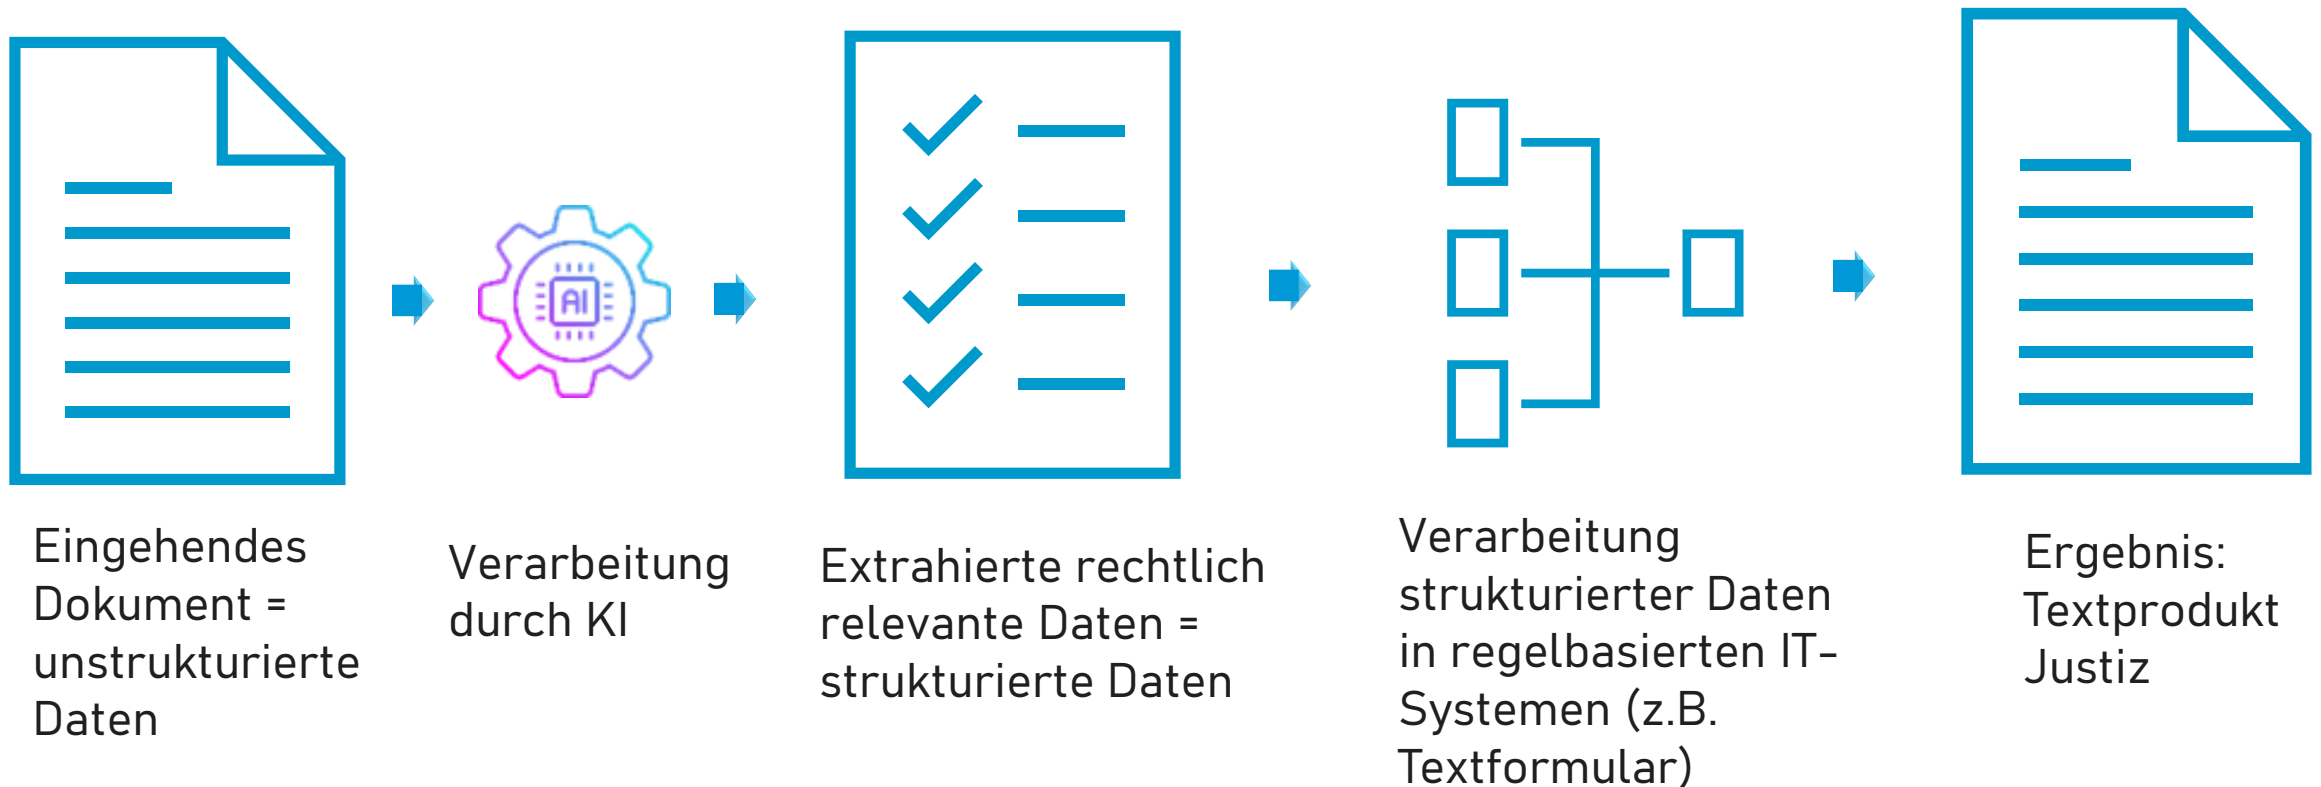 AI
Eingehendes
Dokument =
unstrukturierte
Daten
Verarbeitung
durch KI
Extrahierte rechtlich
relevante Daten =
strukturierte Daten
Verarbeitung
strukturierter Daten
in regelbasierten IT-
Systemen (z.B.
Textformular)
Ergebnis:
Textprodukt
Justiz